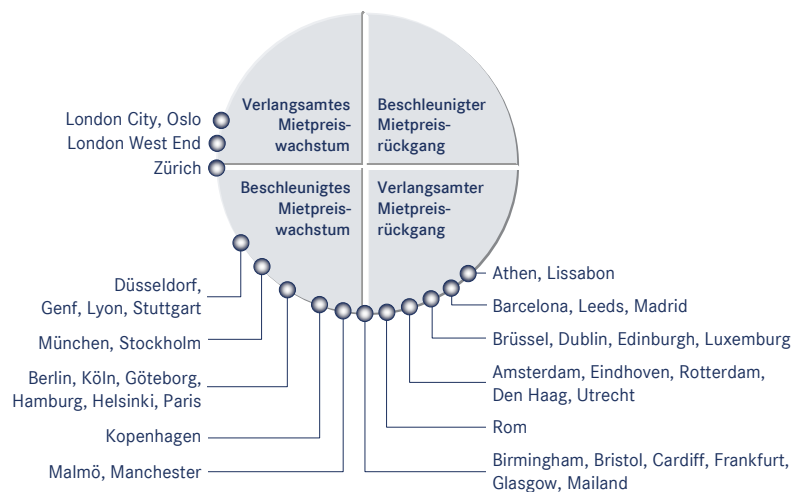 Verlangsamtes
Mietpreis-
wachstum
Beschleunigter
Mietpreis-
rückgang
Beschleunigtes
Mietpreis-
wachstum
Verlangsamter
Mietpreis-
rückgang
London City, Oslo
London West End
Zürich
Düsseldorf,
Genf, Lyon, Stuttgart
München, Stockholm
Berlin, Köln, Göteborg,
Hamburg, Helsinki, Paris
Kopenhagen
Malmö, Manchester
Athen, Lissabon
Barcelona, Leeds, Madrid
Brüssel, Dublin, Edinburgh, Luxemburg
Amsterdam, Eindhoven, Rotterdam,
Den Haag, Utrecht
Rom
Birmingham, Bristol, Cardiff, Frankfurt,
Glasgow, Mailand